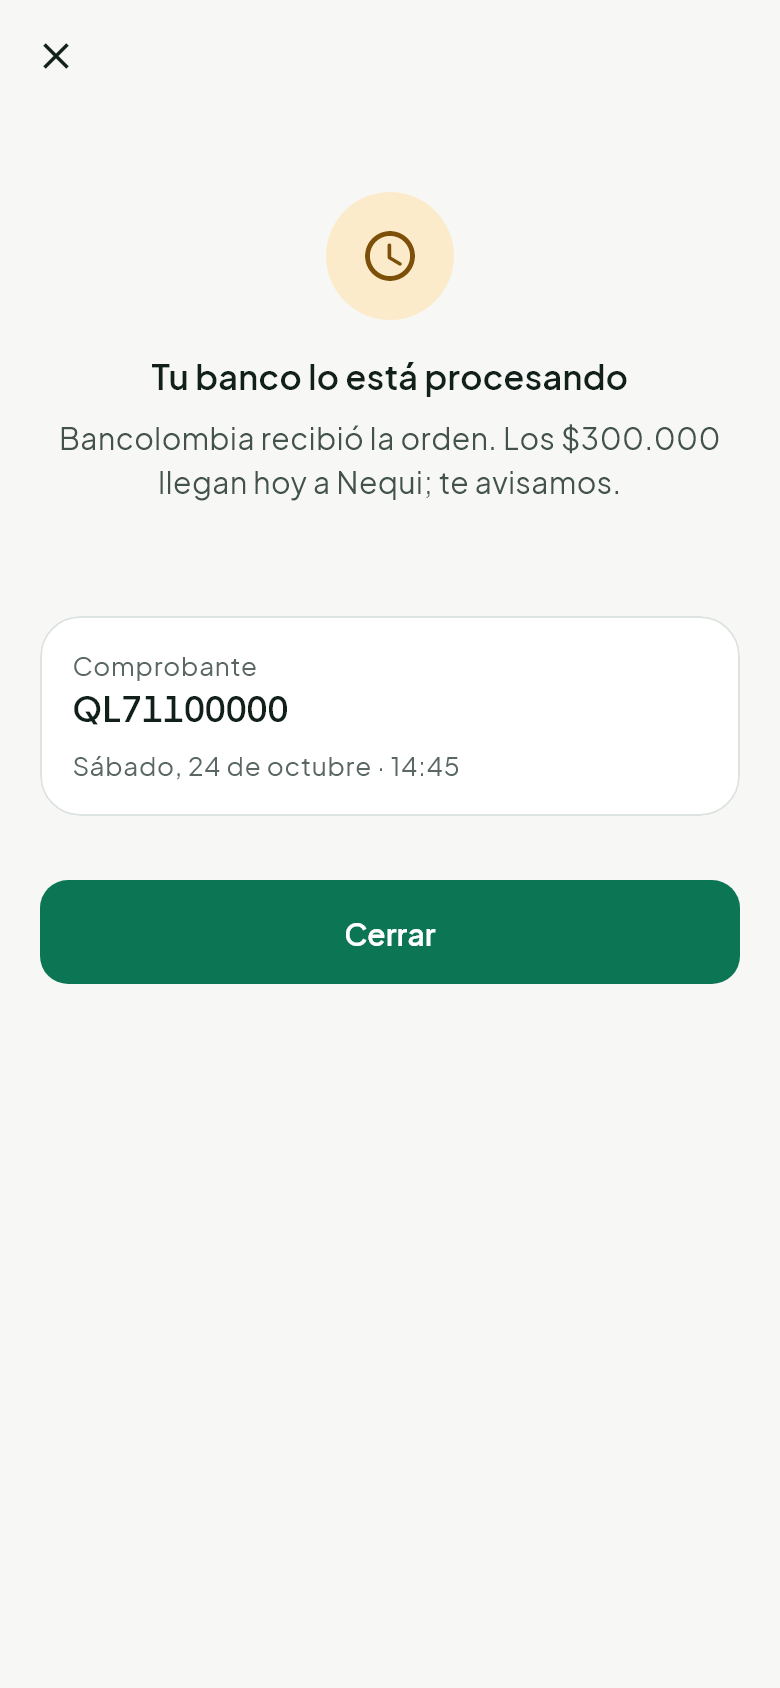 Tu banco lo está procesando
Bancolombia recibió la orden. Los $300.000
llegan hoy a Nequi; te avisamos.
Comprobante
QL71100000
Sábado, 24 de octubre · 14:45
Cerrar